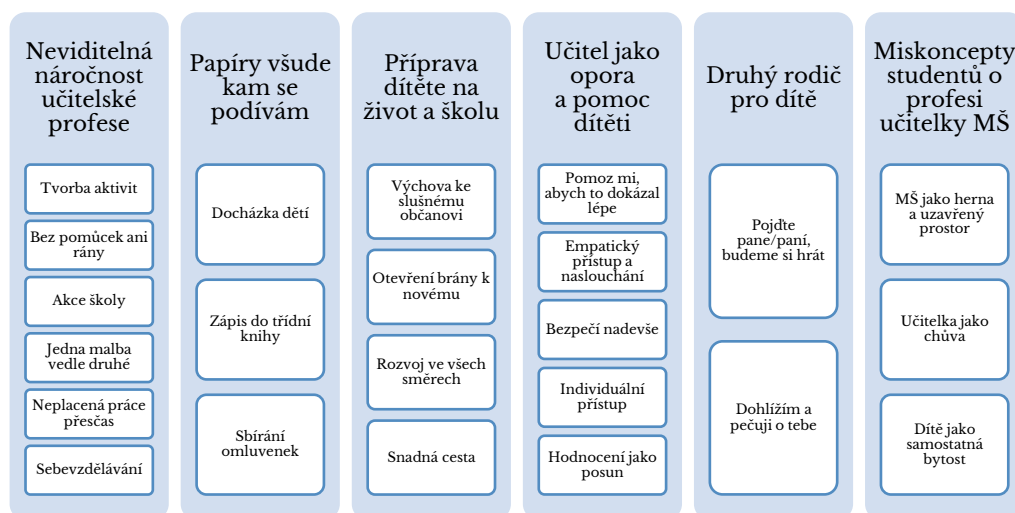 Neviditelná
náročnost
učitelské
profese
Tvorba aktivit
Bez pomůcek ani
rány
Akce školy
Jedna malba
vedle druhé
Neplacená práce
přesčas
Sebevzdělávání
Papíry všude
kam se
podívám
Docházka dětí
Zápis do třídní
knihy
Sbírání
omluvenek
Příprava
dítěte na
život a školu
Výchova ke
slušnému
občanovi
Otevření brány k
novému
Rozvoj ve všech
směrech
Snadná cesta
Učitel jako
opora
a pomoc
dítěti
Pomoz mi,
abych to dokázal
lépe
Empatický
přístup a
naslouchání
Bezpečí nadevše
Individuální
přístup
Hodnocení jako
posun
Druhý rodič
pro dítě
Pojďte
pane/paní,
budeme si hrát
Dohlížím a
pečuji o tebe
Miskoncepty
studentů o
profesi
učitelky MŠ
MŠ jako herna
a uzavřený
prostor
Učitelka jako
chůva
Dítě jako
samostatná
bytost